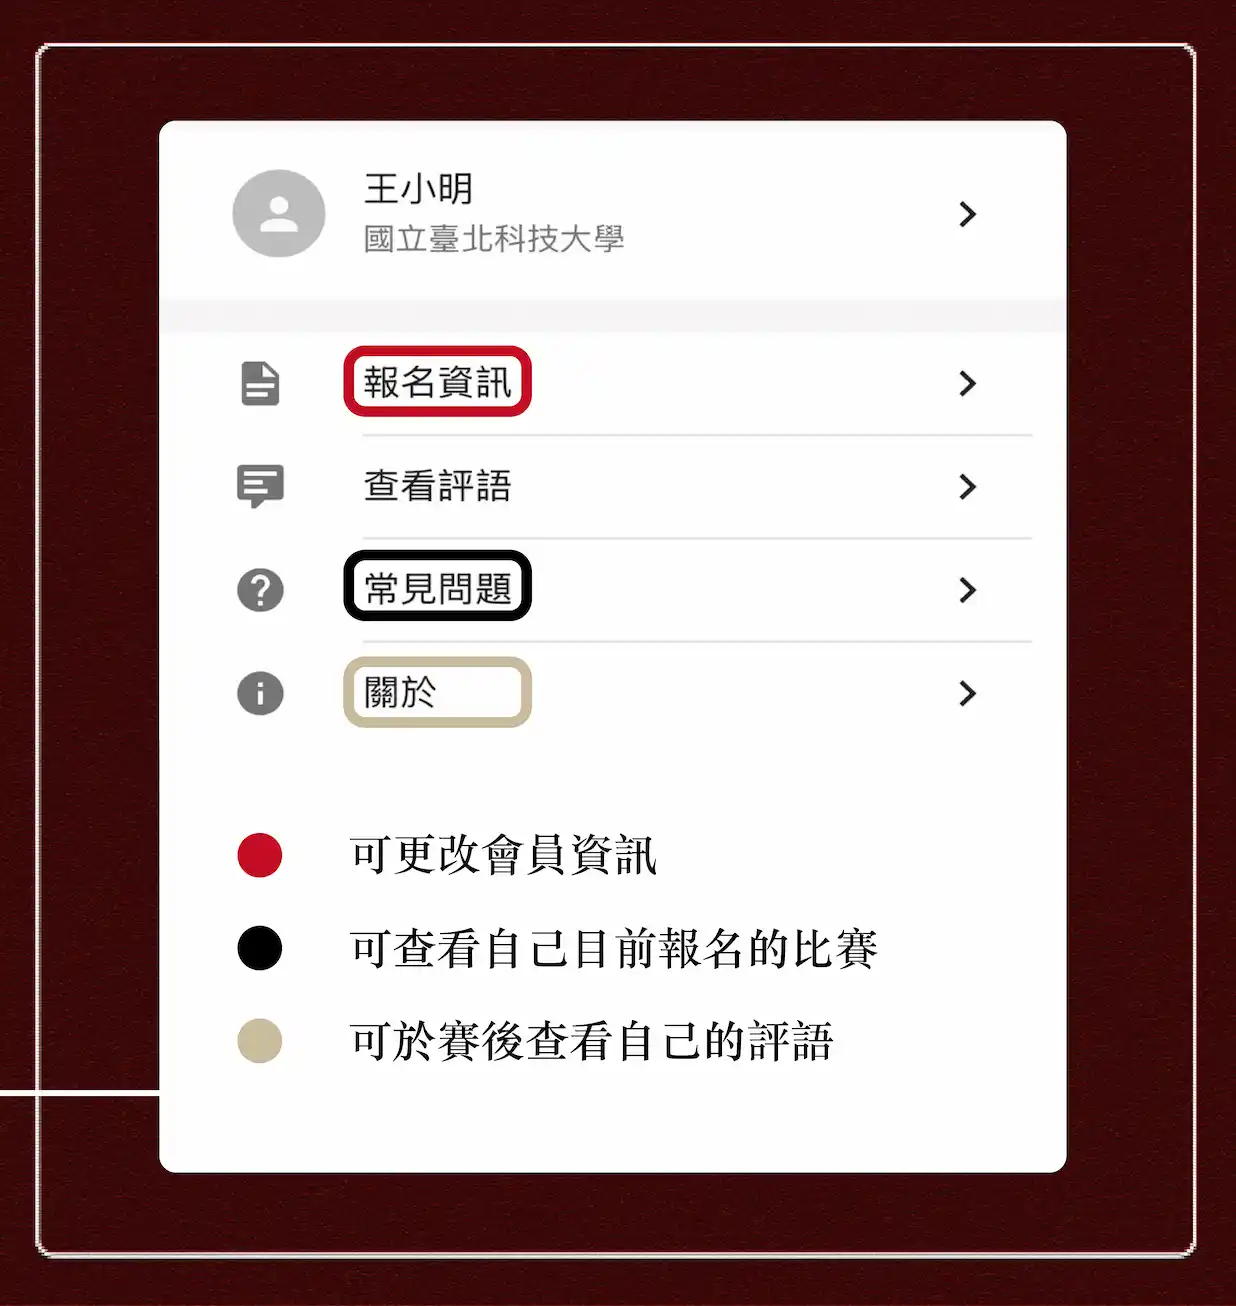 王小明
國立臺北科技大學
報名資訊
查看評語
常見問題
關於
可更改會員資訊
可查看自己目前報名的比賽
可於賽後查看自己的評語